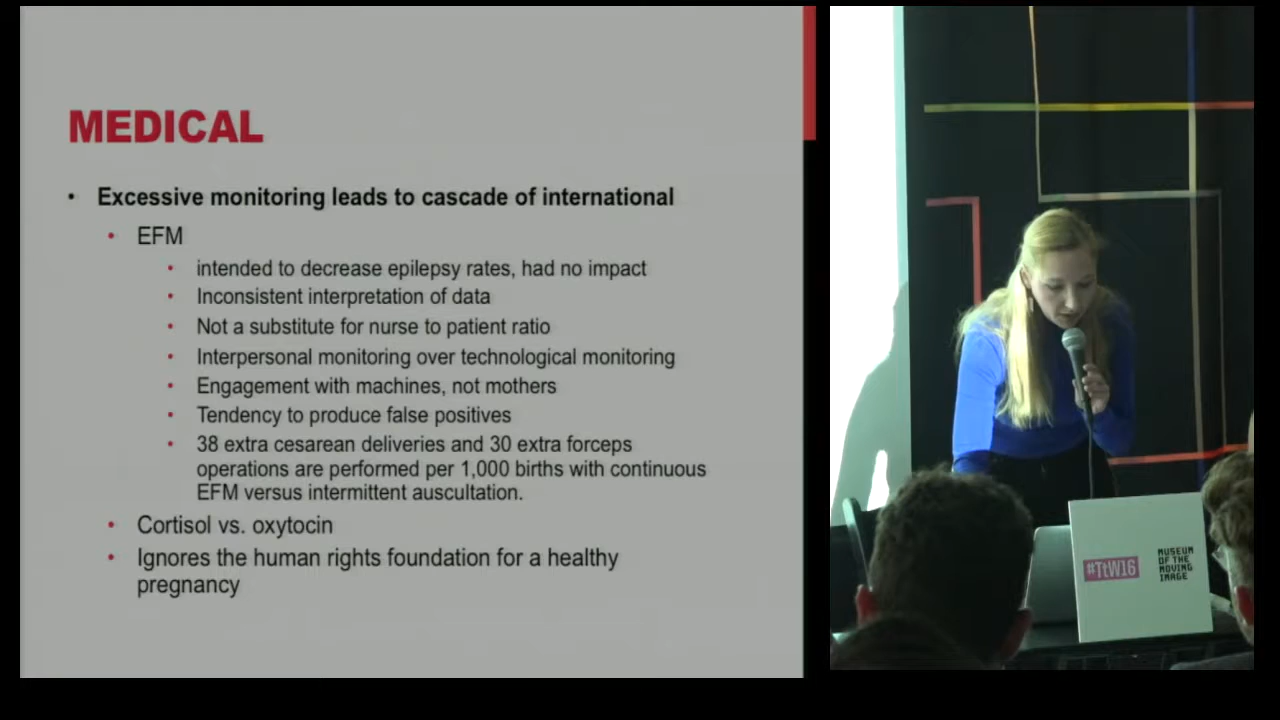 MEDICAL
• Excessive monitoring leads to cascade of international
• EFM
• intended to decrease epilepsy rates, had no impact
• Inconsistent interpretation of data
• Not a substitute for nurse to patient ratio
• Interpersonal monitoring over technological monitoring
• Engagement with machines, not mothers
• Tendency to produce false positives
• 38 extra cesarean deliveries and 30 extra forceps
operations are performed per 1,000 births with continuous
EFM versus intermittent auscultation.
• Cortisol vs. oxytocin
• Ignores the human rights foundation for a healthy
pregnancy
#TtW16
MUSEUM
OF THE
MOVING
IMAGE